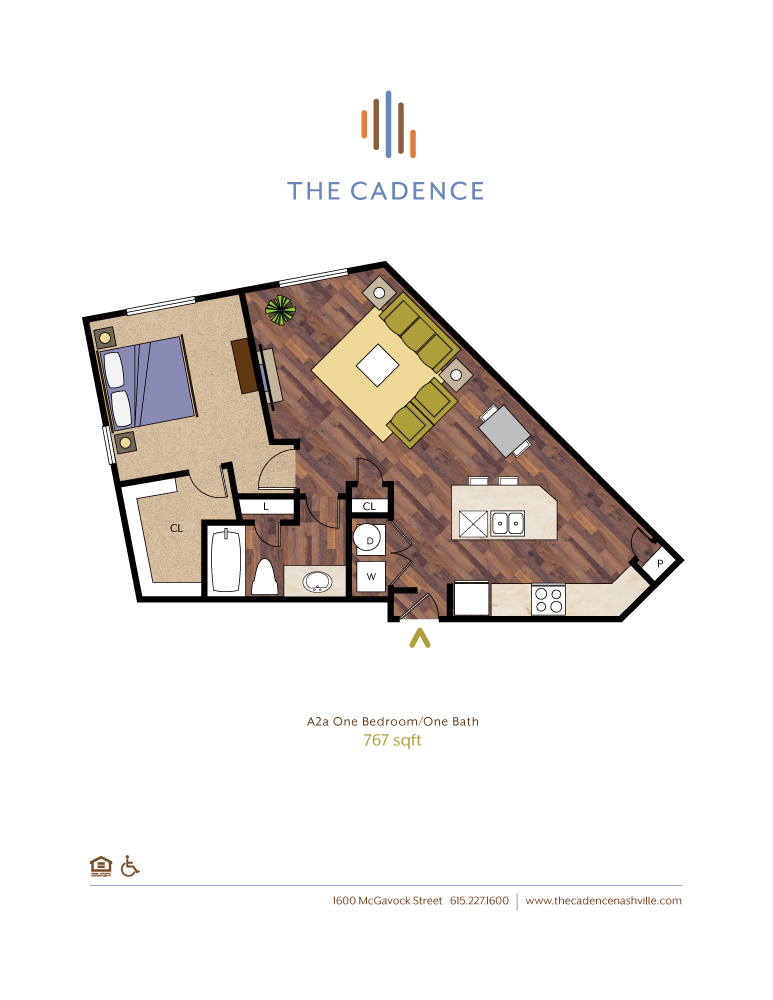 THE CADENCE
L
CL
CL
D
P
W
A2a One Bedroom/One Bath
767 sqft
1600 McGavock Street 615.227.1600 | www.thecadencenashville.com